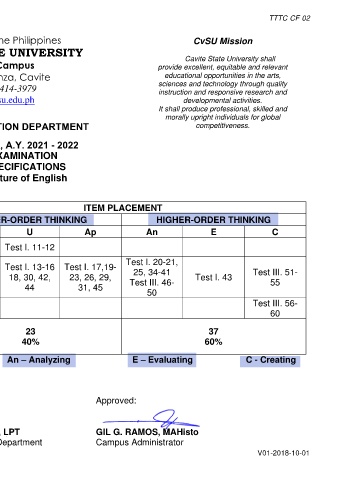 TTTC CF 02
he Philippines
E UNIVERSITY
Campus
nza, Cavite
-414-3979
su.edu.ph
CvSU Mission
Cavite State University shall
provide excellent, equitable and relevant
educational opportunities in the arts,
sciences and technology through quality
instruction and responsive research and
developmental activities.
It shall produce professional, skilled and
morally upright individuals for global
competitiveness.
TION DEPARTMENT
, A.Y. 2021 - 2022
XAMINATION
PECIFICATIONS
ture of English
ITEM PLACEMENT
R-ORDER THINKING HIGHER-ORDER THINKING
U Ap An E C
Test I. 11-12
Test I. 13-16
18, 30, 42,
44
Test I. 17,19-
23, 26, 29,
31, 45
Test I. 20-21,
25, 34-41
Test III. 46-
50
Test I. 43
Test III. 51-
55
Test III. 56-
60
23
40%
37
60%
An – Analyzing E – Evaluating C - Creating
Approved:
, LPT
Department
GIL G. RAMOS, MAHisto
Campus Administrator
V01-2018-10-01